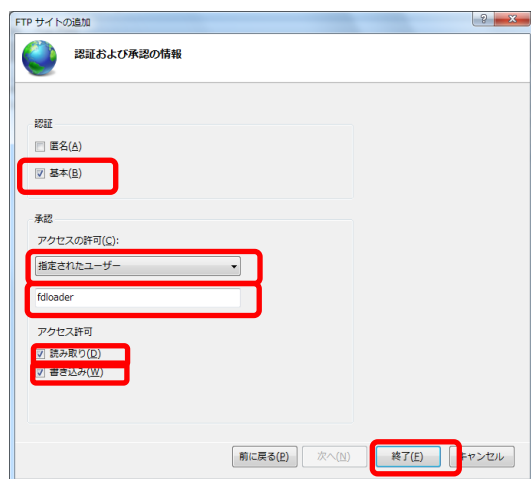 FTP サイトの追加
認証および承認の情報
認証
匿名(A)
基本(B)
承認
アクセスの許可(C):
指定されたユーザー
fdloader
アクセス許可
読み取り(D)
書き込み(W)
前に戻る(P) 次へ(N) 終了(F) キャンセル